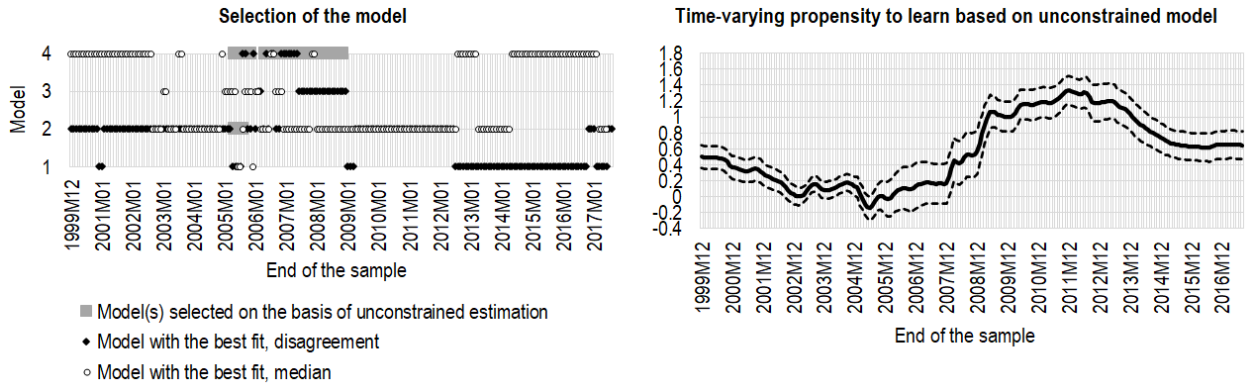 Selection of the model
4
3
2
1
Model
1999M12
2001M01
2002M01
2003M01
2004M01
2005M01
2006M01
2007M01
2008M01
2009M01
2010M01
2011M01
2012M01
2013M01
2014M01
2015M01
2016M01
2017M01
End of the sample
Model(s) selected on the basis of unconstrained estimation
Model with the best fit, disagreement
Model with the best fit, median
Time-varying propensity to learn based on unconstrained model
1.8
1.6
1.4
1.2
1
0.8
0.6
0.4
0.2
0
-0.2
-0.4
1999M12
2000M12
2001M12
2002M12
2003M12
2004M12
2005M12
2006M12
2007M12
2008M12
2009M12
2010M12
2011M12
2012M12
2013M12
2014M12
2015M12
2016M12
End of the sample